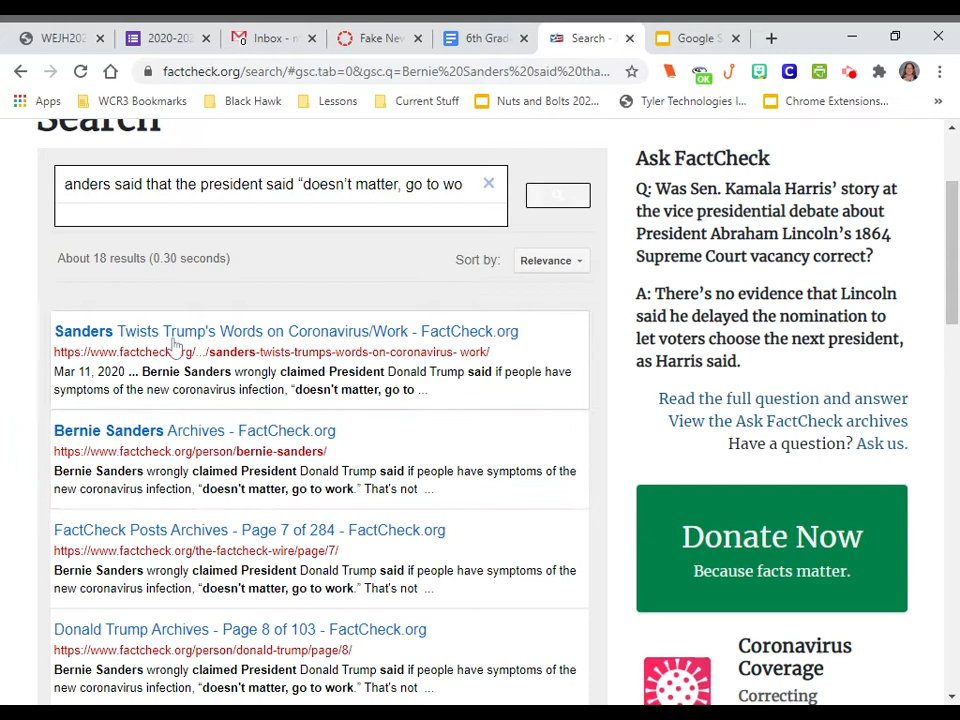 WEJH202
2020-202
Inbox - m
Fake Nev
6th Grad
Search -
Google S
factcheck.org/search/#gsc.tab=0&gsc.q=Bernie%20Sanders%20said%20tha...
Apps
WCR3 Bookmarks
Black Hawk
Lessons
Current Stuff
Nuts and Bolts 202...
Tyler Technologies I...
Chrome Extensions...
»
Search
anders said that the president said “doesn’t matter, go to wo
About 18 results (0.30 seconds)
Sort by:
Relevance
Sanders Twists Trump's Words on Coronavirus/Work - FactCheck.org
https://www.factcheck.org/.../sanders-twists-trumps-words-on-coronavirus- work/
Mar 11, 2020 ... Bernie Sanders wrongly claimed President Donald Trump said if people have
symptoms of the new coronavirus infection, “doesn't matter, go to ...
Bernie Sanders Archives - FactCheck.org
https://www.factcheck.org/person/bernie-sanders/
Bernie Sanders wrongly claimed President Donald Trump said if people have symptoms of the
new coronavirus infection, “doesn't matter, go to work.” That's not ...
FactCheck Posts Archives - Page 7 of 284 - FactCheck.org
https://www.factcheck.org/the-factcheck-wire/page/7/
Bernie Sanders wrongly claimed President Donald Trump said if people have symptoms of the
new coronavirus infection, “doesn't matter, go to work.” That's not ...
Donald Trump Archives - Page 8 of 103 - FactCheck.org
https://www.factcheck.org/person/donald-trump/page/8/
Bernie Sanders wrongly claimed President Donald Trump said if people have symptoms of the
new coronavirus infection, “doesn't matter, go to work.” That's not ...
Ask FactCheck
Q: Was Sen. Kamala Harris’ story at
the vice presidential debate about
President Abraham Lincoln’s 1864
Supreme Court vacancy correct?
A: There’s no evidence that Lincoln
said he delayed the nomination to
let voters choose the next president,
as Harris said.
Read the full question and answer
View the Ask FactCheck archives
Have a question? Ask us.
Donate Now
Because facts matter.
Coronavirus
Coverage
Correcting